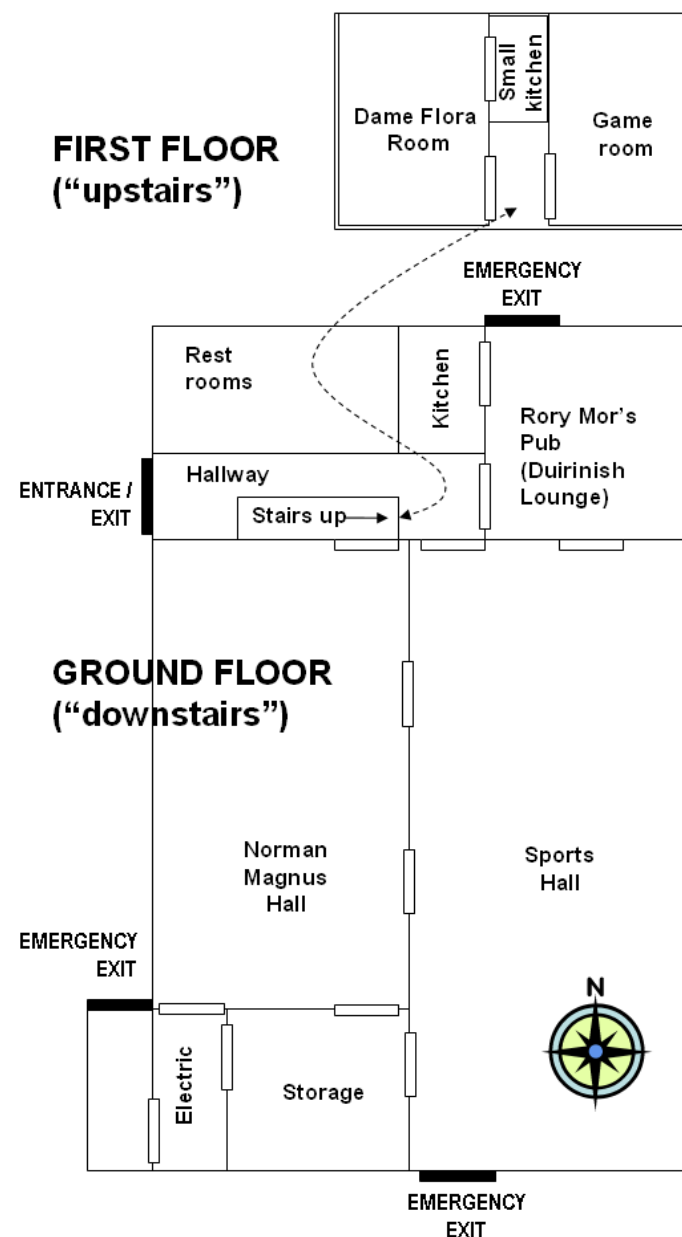 Small
kitchen
Dame Flora
Room
Game
room
FIRST FLOOR
(“upstairs”)
EMERGENCY
EXIT
Rest
rooms
Kitchen
Rory Mor’s
Pub
(Duirinish
Lounge)
Hallway
ENTRANCE /
EXIT
Stairs up
GROUND FLOOR
(“downstairs”)
Norman
Magnus
Hall
Sports
Hall
EMERGENCY
EXIT
N
Electric
Storage
EMERGENCY
EXIT